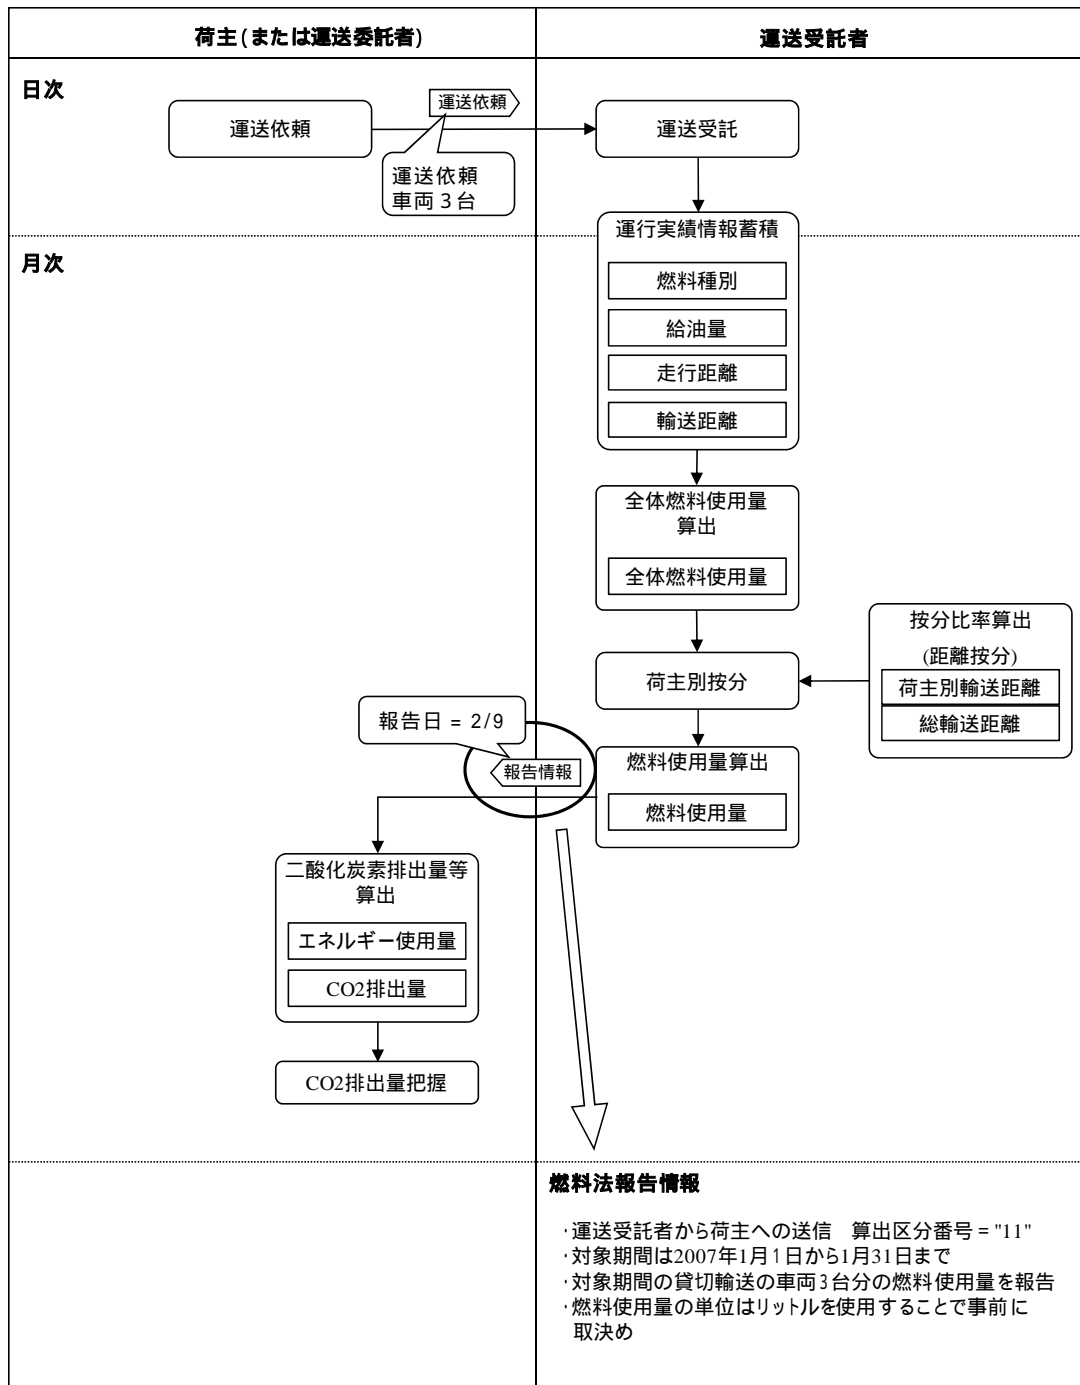 荷主(または運送委託者)
運送受託者
日次
運送依頼
運送依頼
運送受託
運送依頼
車両３台
運行実績情報蓄積
月次
燃料種別
給油量
走行距離
輸送距離
全体燃料使用量
算出
全体燃料使用量
按分比率算出
(距離按分)
荷主別輸送距離
総輸送距離
荷主別按分
報告日 = 2/9
報告情報
燃料使用量算出
燃料使用量
二酸化炭素排出量等
算出
エネルギー使用量
CO2排出量
CO2排出量把握
燃料法報告情報
・運送受託者から荷主への送信　算出区分番号 = "11"
・対象期間は2007年1月1日から1月31日まで
・対象期間の貸切輸送の車両3台分の燃料使用量を報告
・燃料使用量の単位はリットルを使用することで事前に
取決め